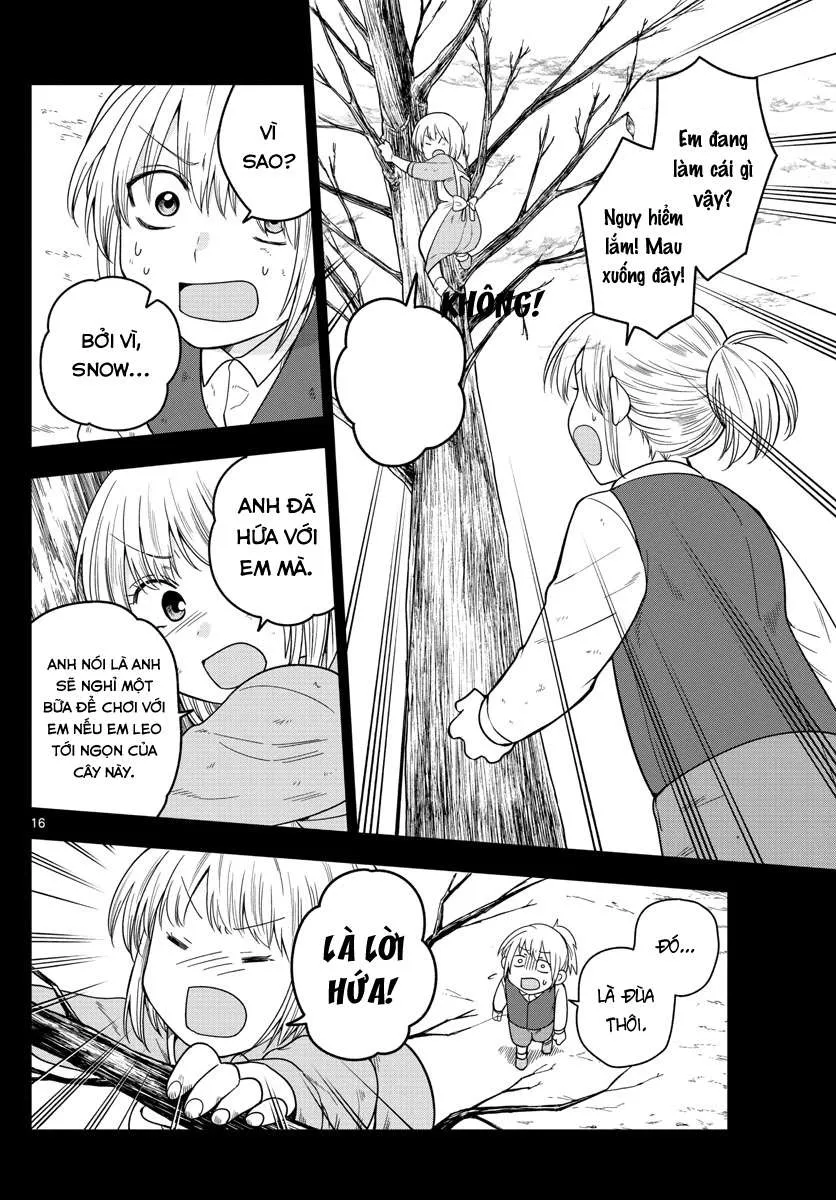 Em đang
làm cái gì
vậy?
Nguy hiểm
lắm! Mau
xuống đây!
KHÔNG!
VÌ
SAO?
BỞI VÌ,
SNOW...
ANH ĐÃ
HỨA VỚI
EM MÀ.
ANH NÓI LÀ ANH
SẼ NGHỈ MỘT
BỮA ĐỂ CHƠI VỚI
EM NẾU EM LEO
TỚI NGỌN CỦA
CÂY NÀY.
16
ĐÓ...
LÀ ĐÙA
THÔI.
LÀ LỜI
HỨA!